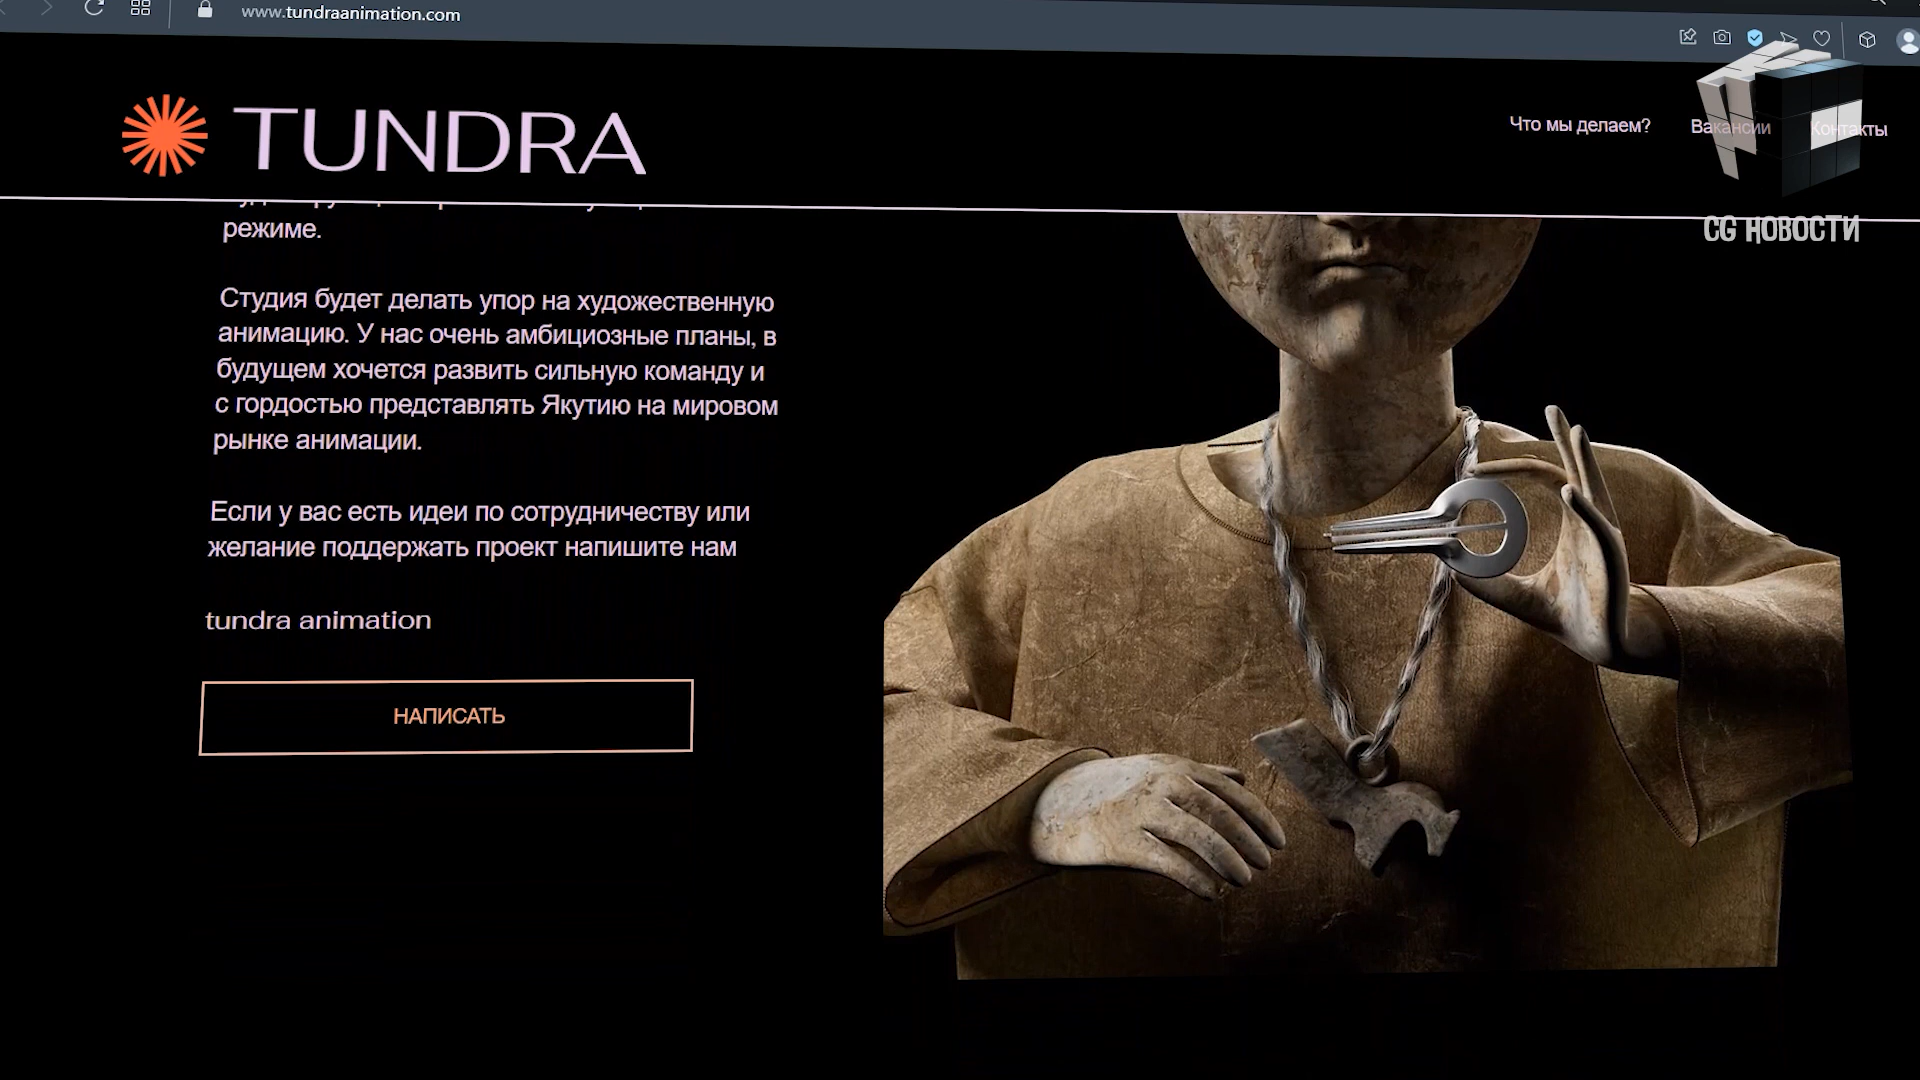 www.tundraanimation.com
TUNDRA
Что мы делаем?
Вакансии
Контакты
CG НОВОСТИ
режиме.
Студия будет делать упор на художественную
анимацию. У нас очень амбициозные планы, в
будущем хочется развить сильную команду и
с гордостью представлять Якутию на мировом
рынке анимации.
Если у вас есть идеи по сотрудничеству или
желание поддержать проект напишите нам
tundra animation
НАПИСАТЬ